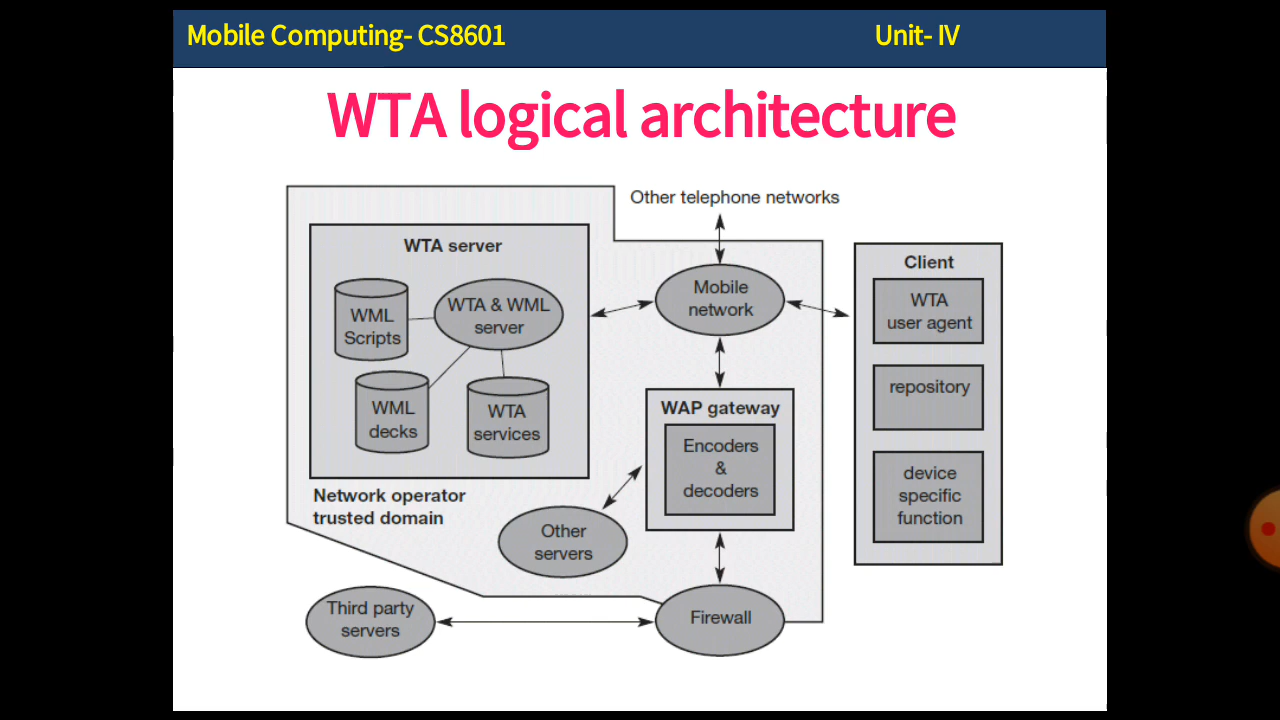 Mobile Computing- CS8601
Unit- IV
WTA logical architecture
Other telephone networks
WTA server
WML
Scripts
WTA & WML
server
WML
decks
WTA
services
Network operator
trusted domain
Mobile
network
WAP gateway
Encoders
&
decoders
Other
servers
Third party
servers
Firewall
Client
WTA
user agent
repository
device
specific
function